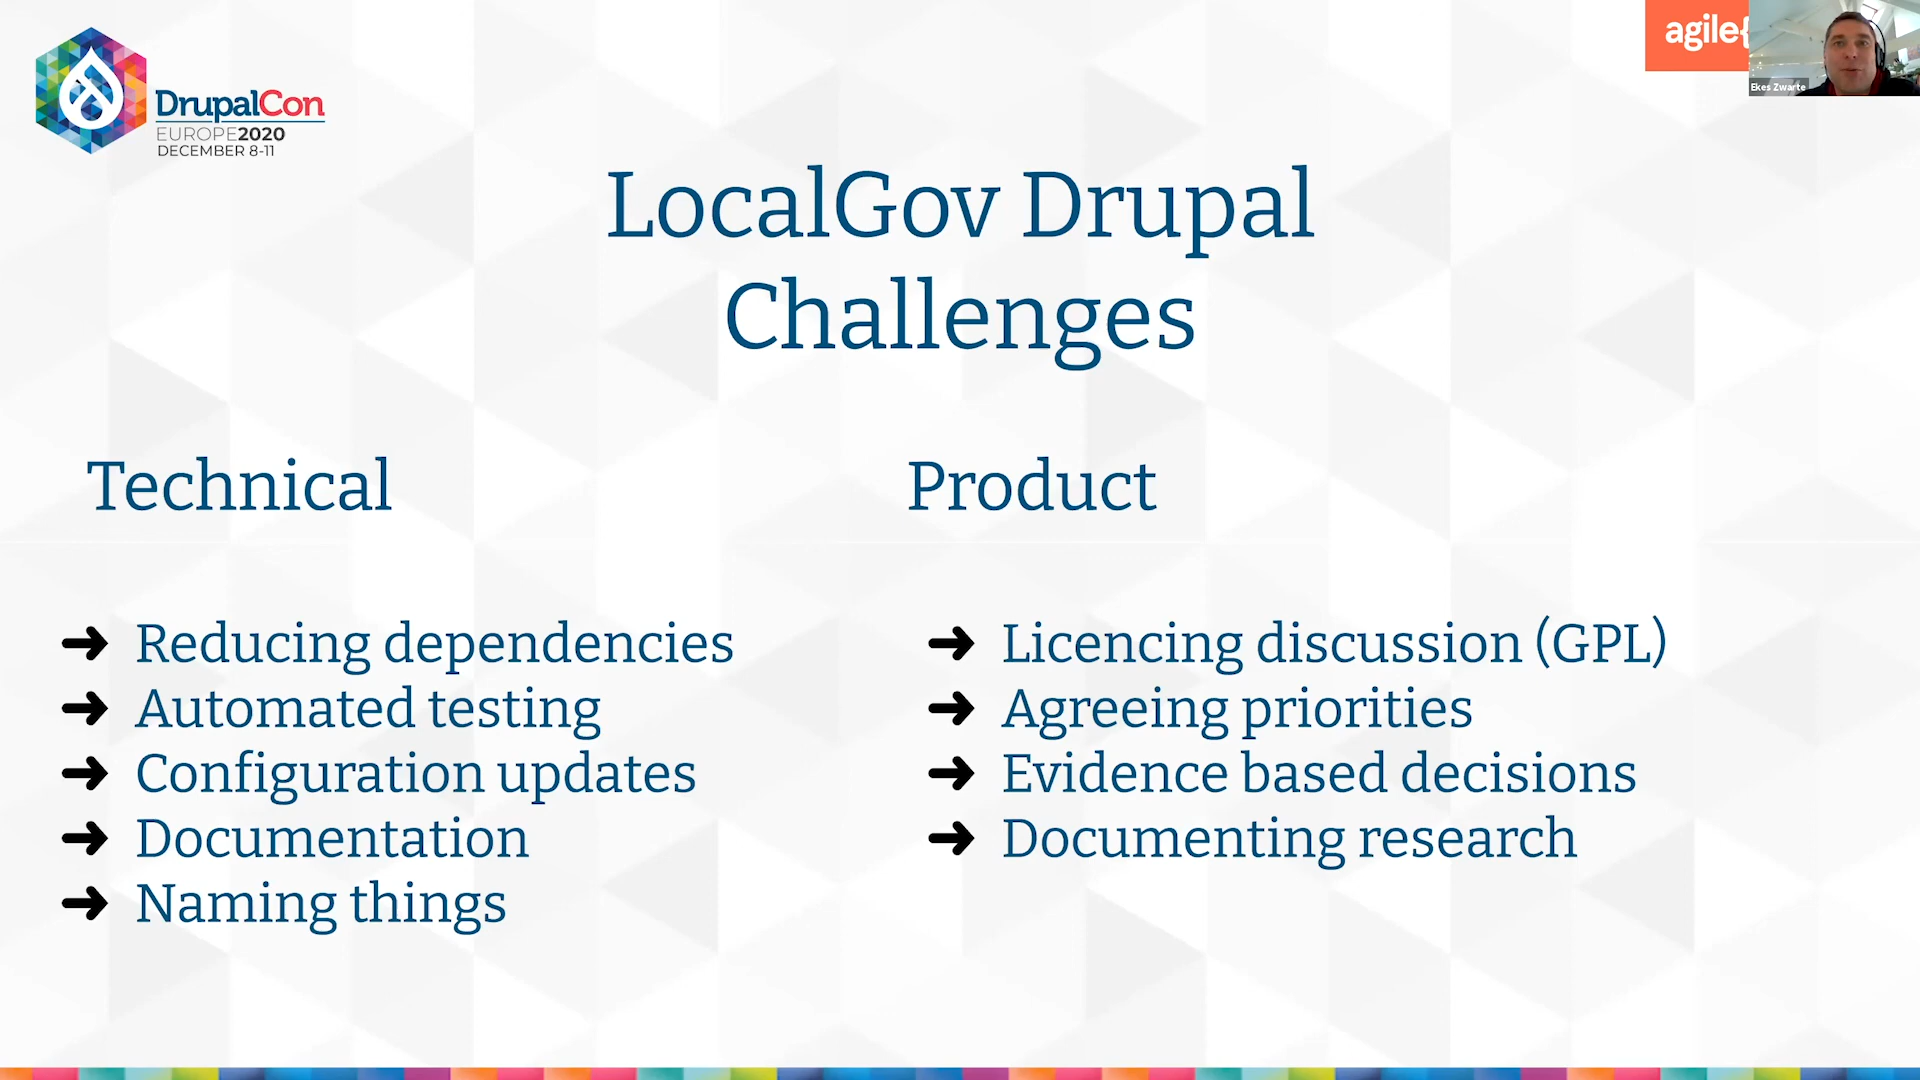 DrupalCon
EUROPE2020
DECEMBER 8-11
agile{
Ekes Zwarte
LocalGov Drupal
Challenges
Technical
Reducing dependencies
Automated testing
Configuration updates
Documentation
Naming things
Product
Licencing discussion (GPL)
Agreeing priorities
Evidence based decisions
Documenting research